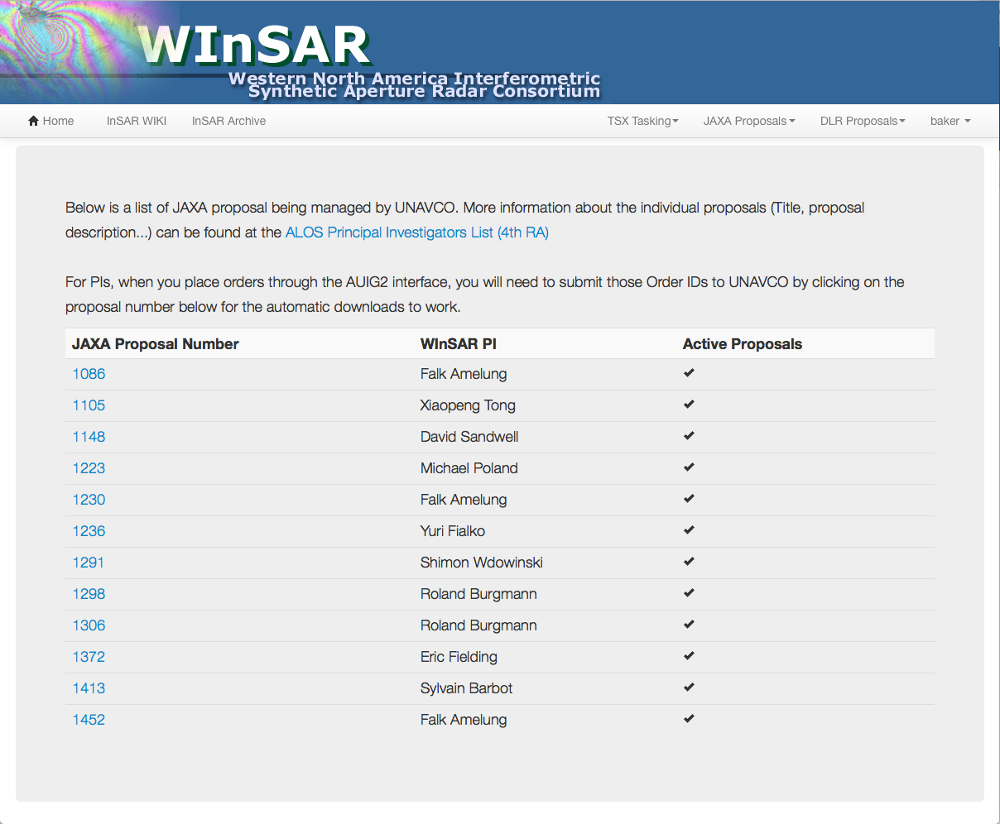 WInSAR
Western North America Interferometric
Synthetic Aperture Radar Consortium
Home InSAR WIKI InSAR Archive TSX Tasking JAXA Proposals DLR Proposals baker
Below is a list of JAXA proposal being managed by UNAVCO. More information about the individual proposals (Title, proposal
description...) can be found at the ALOS Principal Investigators List (4th RA)
For PIs, when you place orders through the AUIG2 interface, you will need to submit those Order IDs to UNAVCO by clicking on the
proposal number below for the automatic downloads to work.
JAXA Proposal Number WInSAR PI Active Proposals
1086 Falk Amelung ✔
1105 Xiaopeng Tong ✔
1148 David Sandwell ✔
1223 Michael Poland ✔
1230 Falk Amelung ✔
1236 Yuri Fialko ✔
1291 Shimon Wdowinski ✔
1298 Roland Burgmann ✔
1306 Roland Burgmann ✔
1372 Eric Fielding ✔
1413 Sylvain Barbot ✔
1452 Falk Amelung ✔